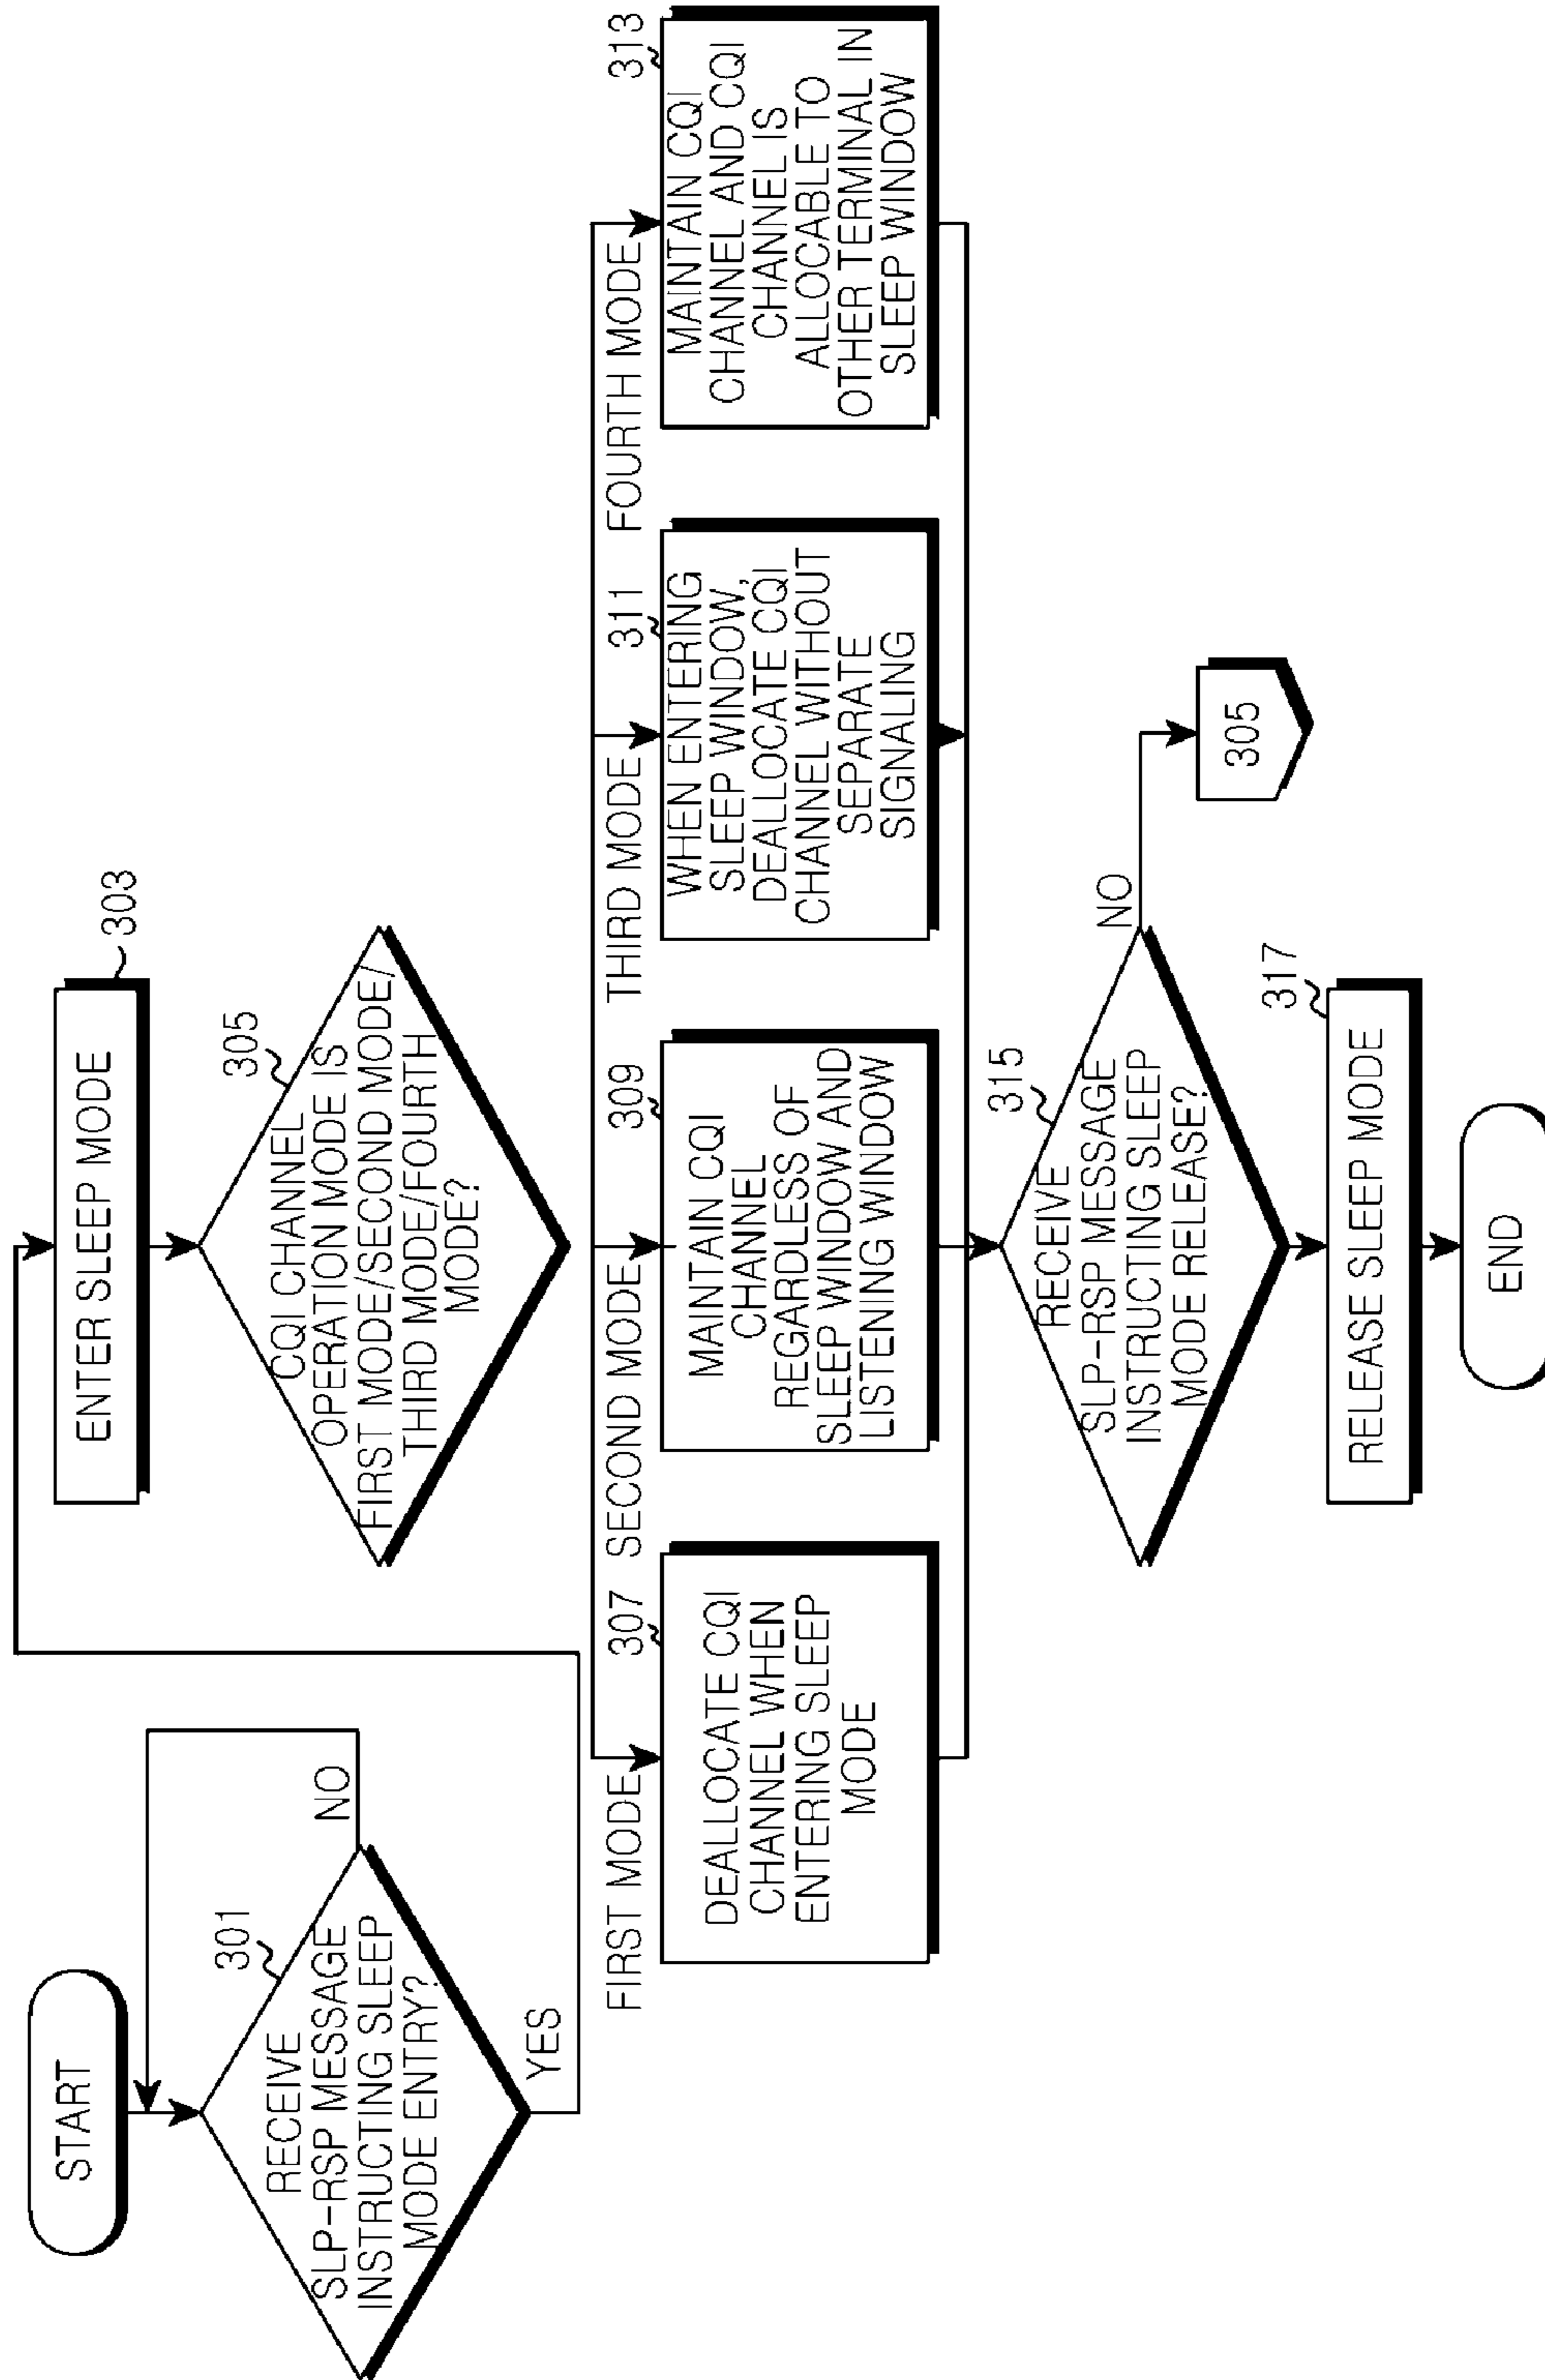 START
301
RECEIVE
SLP-RSP MESSAGE
INSTRUCTING SLEEP
MODE ENTRY?
NO
YES
ENTER SLEEP MODE
303
305
CQI CHANNEL
OPERATION MODE IS
FIRST MODE/SECOND MODE/
THIRD MODE/FOURTH
MODE?
FIRST MODE
307
DEALLOCATE CQI
CHANNEL WHEN
ENTERING SLEEP
MODE
SECOND MODE
309
MAINTAIN CQI
CHANNEL
REGARDLESS OF
SLEEP WINDOW AND
LISTENING WINDOW
THIRD MODE
311
WHEN ENTERING
SLEEP WINDOW,
DEALLOCATE CQI
CHANNEL WITHOUT
SEPARATE
SIGNALING
FOURTH MODE
313
MAINTAIN CQI
CHANNEL AND CQI
CHANNEL IS
ALLOCABLE TO
OTHER TERMINAL IN
SLEEP WINDOW
315
RECEIVE
SLP-RSP MESSAGE
INSTRUCTING SLEEP
MODE RELEASE?
NO
305
317
RELEASE SLEEP MODE
END